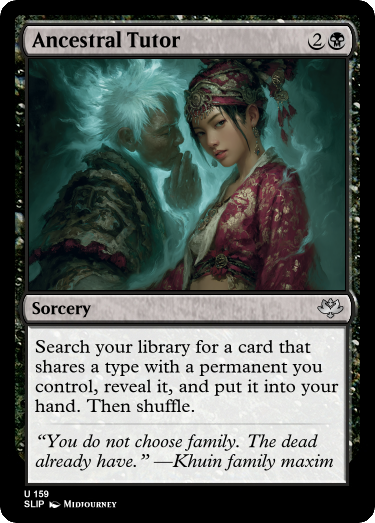 Ancestral Tutor 2
Sorcery
Search your library for a card that
shares a type with a permanent you
control, reveal it, and put it into your
hand. Then shuffle.
“You do not choose family. The dead
already have.” —Khuin family maxim
U 159
SLIP Midjourney